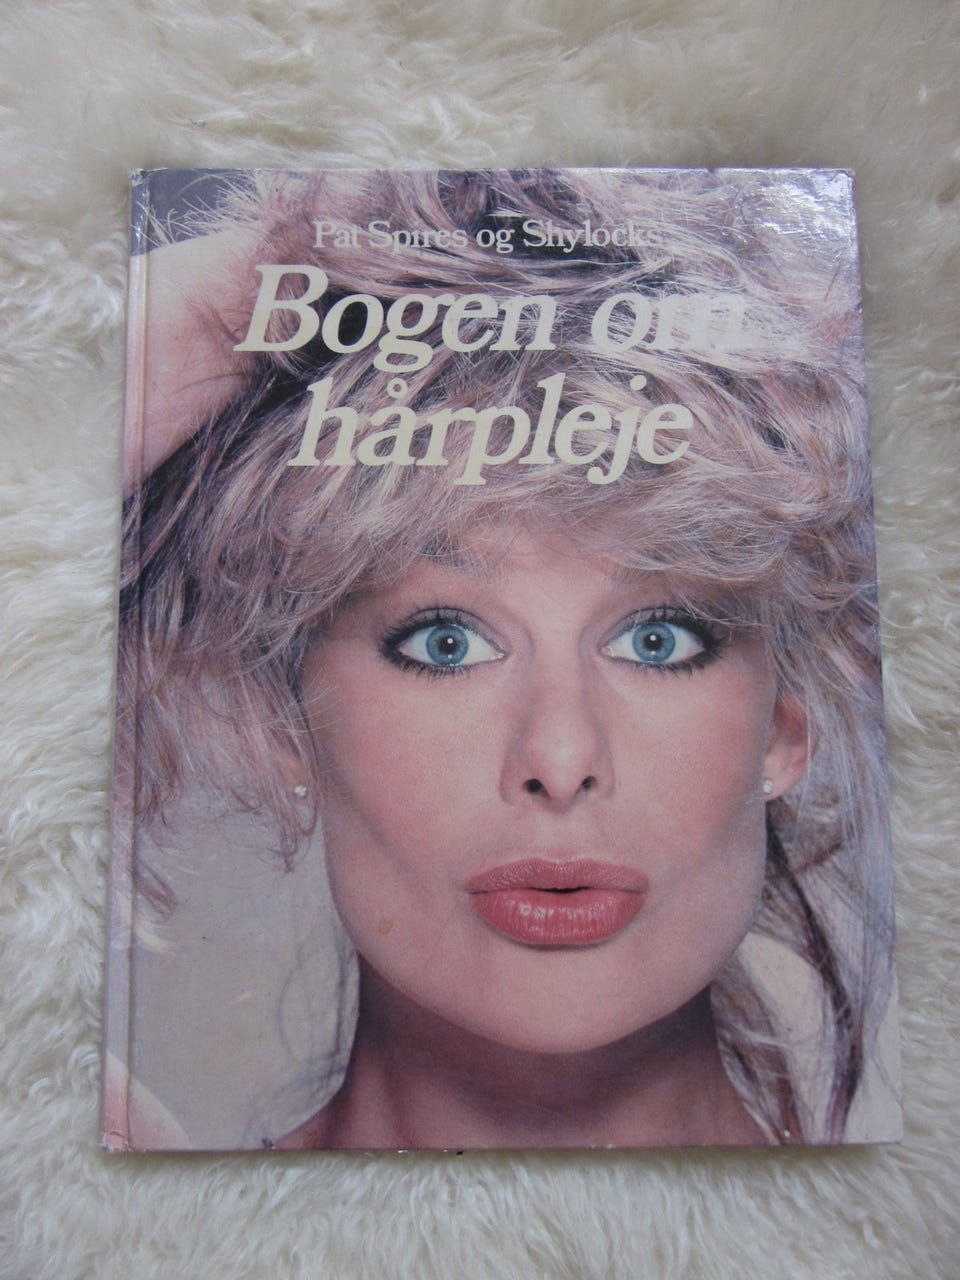 Pat Spires og Shylocks
Bogen om
hårpleje